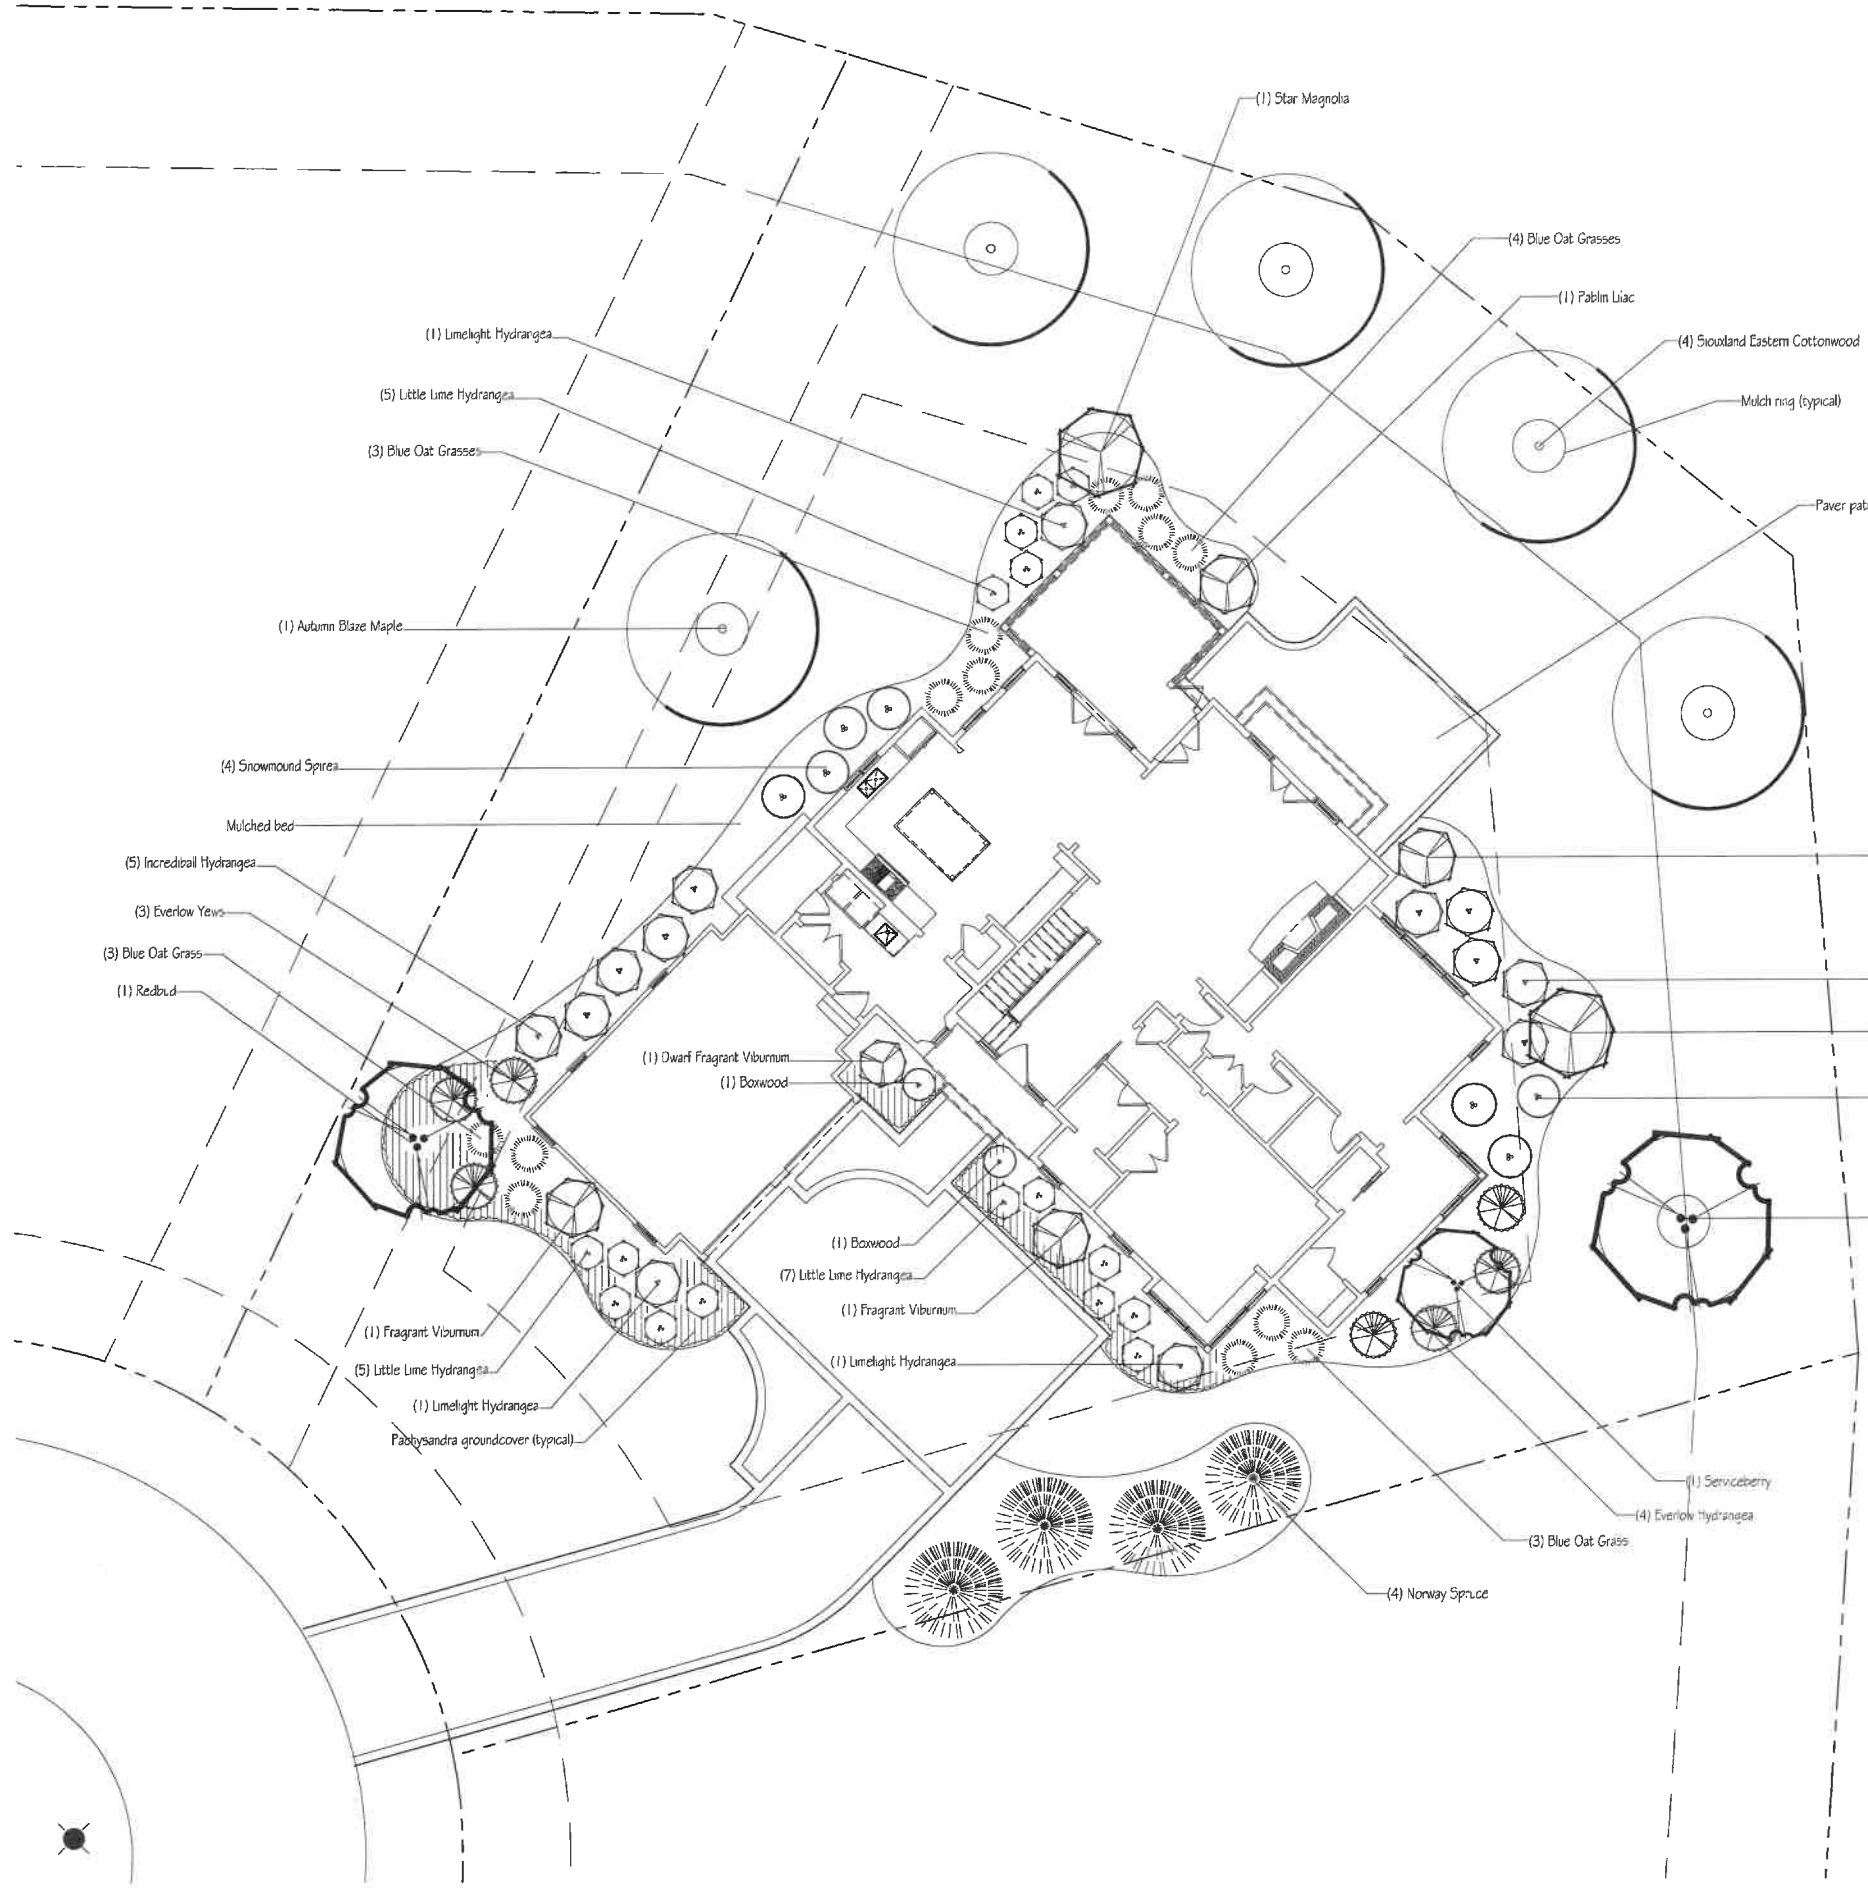 (1) Star Magnolia
(4) Blue Oat Grasses
(1) Pablin Lilac
(1) Limelight Hydrangea
(4) Siouxland Eastern Cottonwood
(5) Little Lime Hydrangea
Mulch ring (typical)
(3) Blue Oat Grasses
Paver pat
(1) Autumn Blaze Maple
(4) Snowmound Spirea
Mulched bed
(5) Incrediball Hydrangea
(3) Everlow Yews
(3) Blue Oat Grass
(1) Redbud
(1) Dwarf Fragrant Viburnum
(1) Boxwood
(1) Boxwood
(7) Little Lime Hydrangea
(1) Fragrant Viburnum
(1) Fragrant Viburnum
(1) Limelight Hydrangea
(5) Little Lime Hydrangea
(1) Limelight Hydrangea
Pachysandra groundcover (typical)
(1) Serviceberry
(4) Everlow Hydrangea
(3) Blue Oat Grass
(4) Norway Spruce